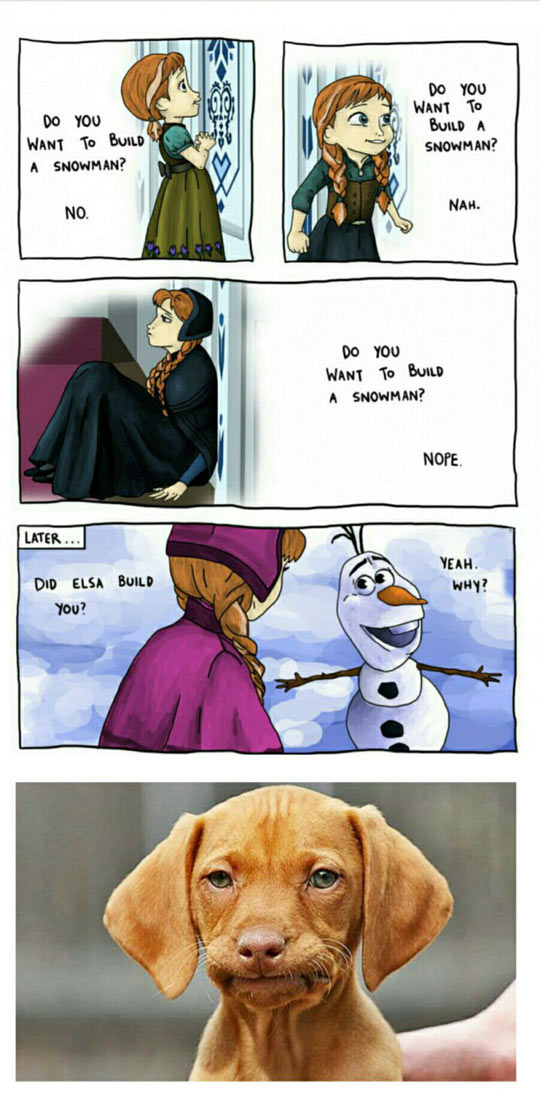 DO YOU
WANT TO BUILD
A SNOWMAN?
NO.
DO YOU
WANT TO
BUILD A
SNOWMAN?
NAH.
DO YOU
WANT TO BUILD
A SNOWMAN?
NOPE.
LATER...
DID ELSA BUILD
YOU?
YEAH.
WHY?